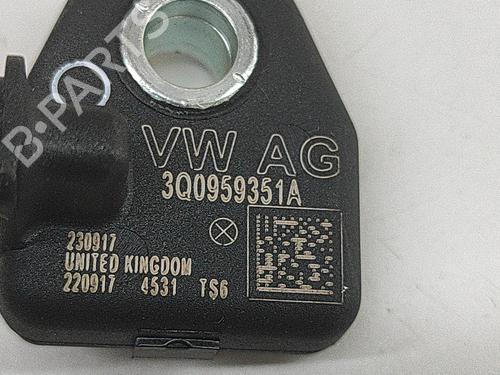 B-PARTS
VW AG
3Q0959351A
230917
UNITED KINGDOM
220917 4531 TS6